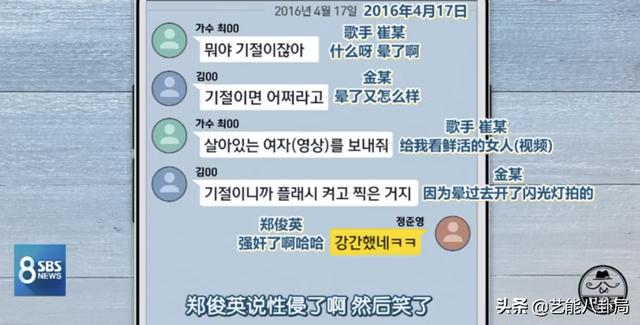 2016년 4월 17일 2016年4月17日
가수 최00 歌手 崔某
뭐야 기절이잖아 什么呀 晕了啊
김00 金某
기절이면 어쩌라고 晕了又怎么样
가수 최00 歌手 崔某
살아있는 여자(영상)를 보내줘 给我看鲜活的女人(视频)
김00 金某
기절이니까 플래시 켜고 찍은 거지 因为晕过去开了闪光灯拍的
郑俊英 정준영
强奸了啊哈哈 강간했네ㅋㅋ
8 SBS NEWS
郑俊英说性侵了啊 然后笑了
头条 @艺能八卦局